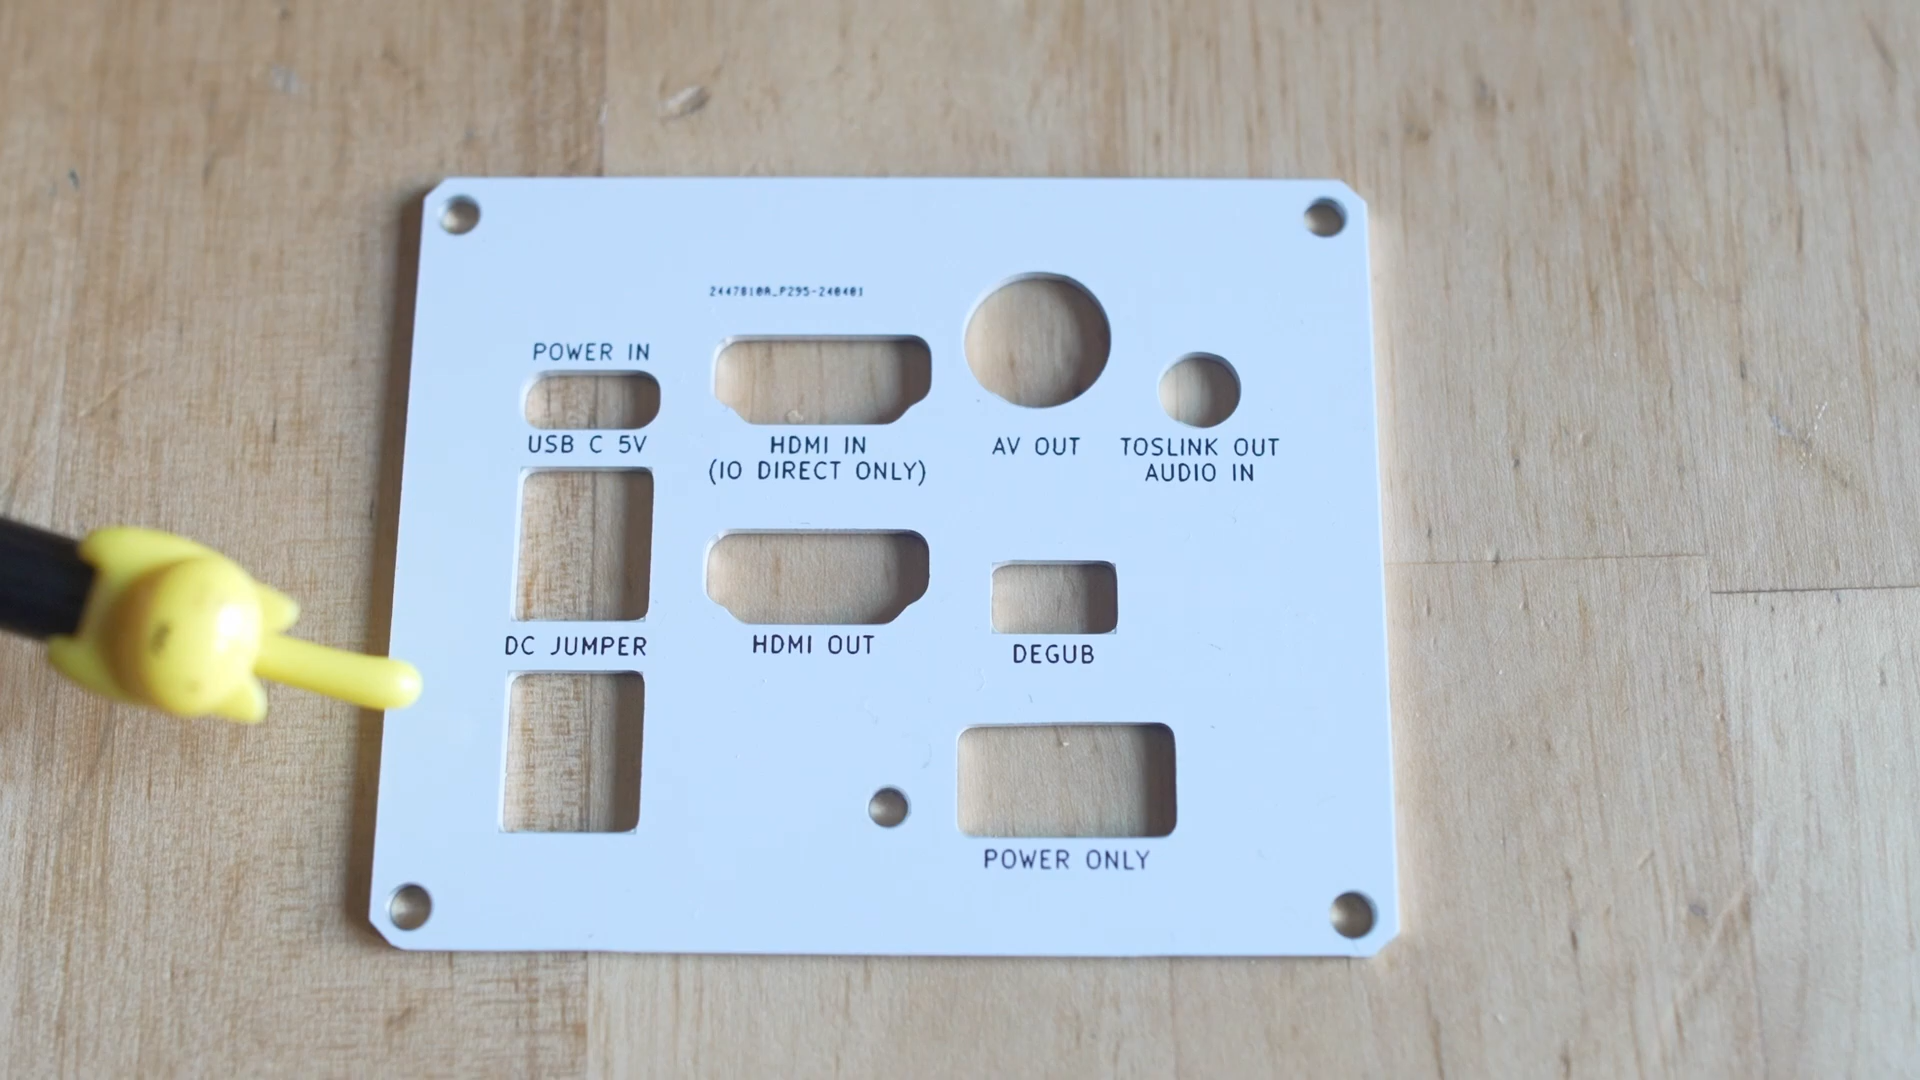 2447810A_P295-240401
POWER IN
USB C 5V
HDMI IN
(IO DIRECT ONLY)
AV OUT
TOSLINK OUT
AUDIO IN
DC JUMPER
HDMI OUT
DEGUB
POWER ONLY